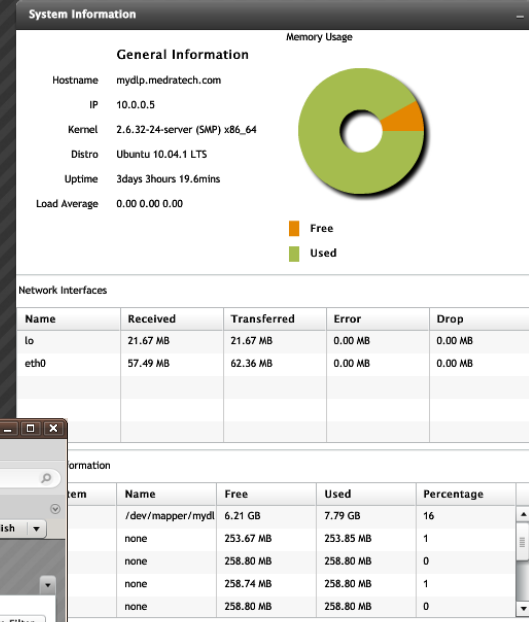 System Information
Memory Usage
General Information
Hostname mydlp.medratech.com
IP 10.0.0.5
Kernel 2.6.32-24-server (SMP) x86_64
Distro Ubuntu 10.04.1 LTS
Uptime 3days 3hours 19.6mins
Load Average 0.00 0.00 0.00
Free
Used
Network Interfaces
Name Received Transferred Error Drop
lo 21.67 MB 21.67 MB 0.00 MB 0.00 MB
eth0 57.49 MB 62.36 MB 0.00 MB 0.00 MB
formation
tem Name Free Used Percentage
/dev/mapper/mydl 6.21 GB 7.79 GB 16
ish
none 253.67 MB 253.85 MB 1
none 258.80 MB 258.80 MB 0
none 258.74 MB 258.80 MB 1
none 258.80 MB 258.80 MB 0